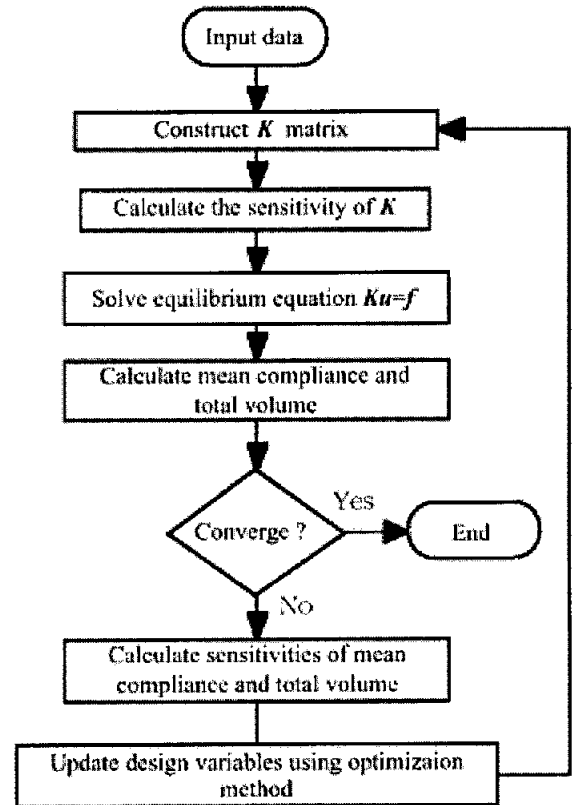 Input data
Construct K matrix
Calculate the sensitivity of K
Solve equilibrium equation Ku=f
Calculate mean compliance and
total volume
Converge ?
Yes
End
No
Calculate sensitivities of mean
compliance and total volume
Update design variables using optimizaion
method